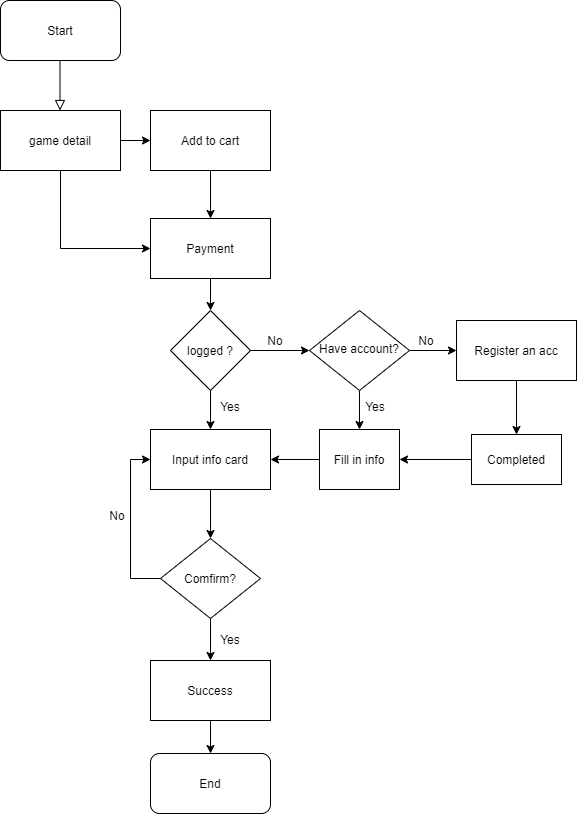 Start
game detail
Add to cart
Payment
logged ?
No
Have account?
No
Register an acc
Yes
Yes
Input info card
Fill in info
Completed
No
Comfirm?
Yes
Success
End